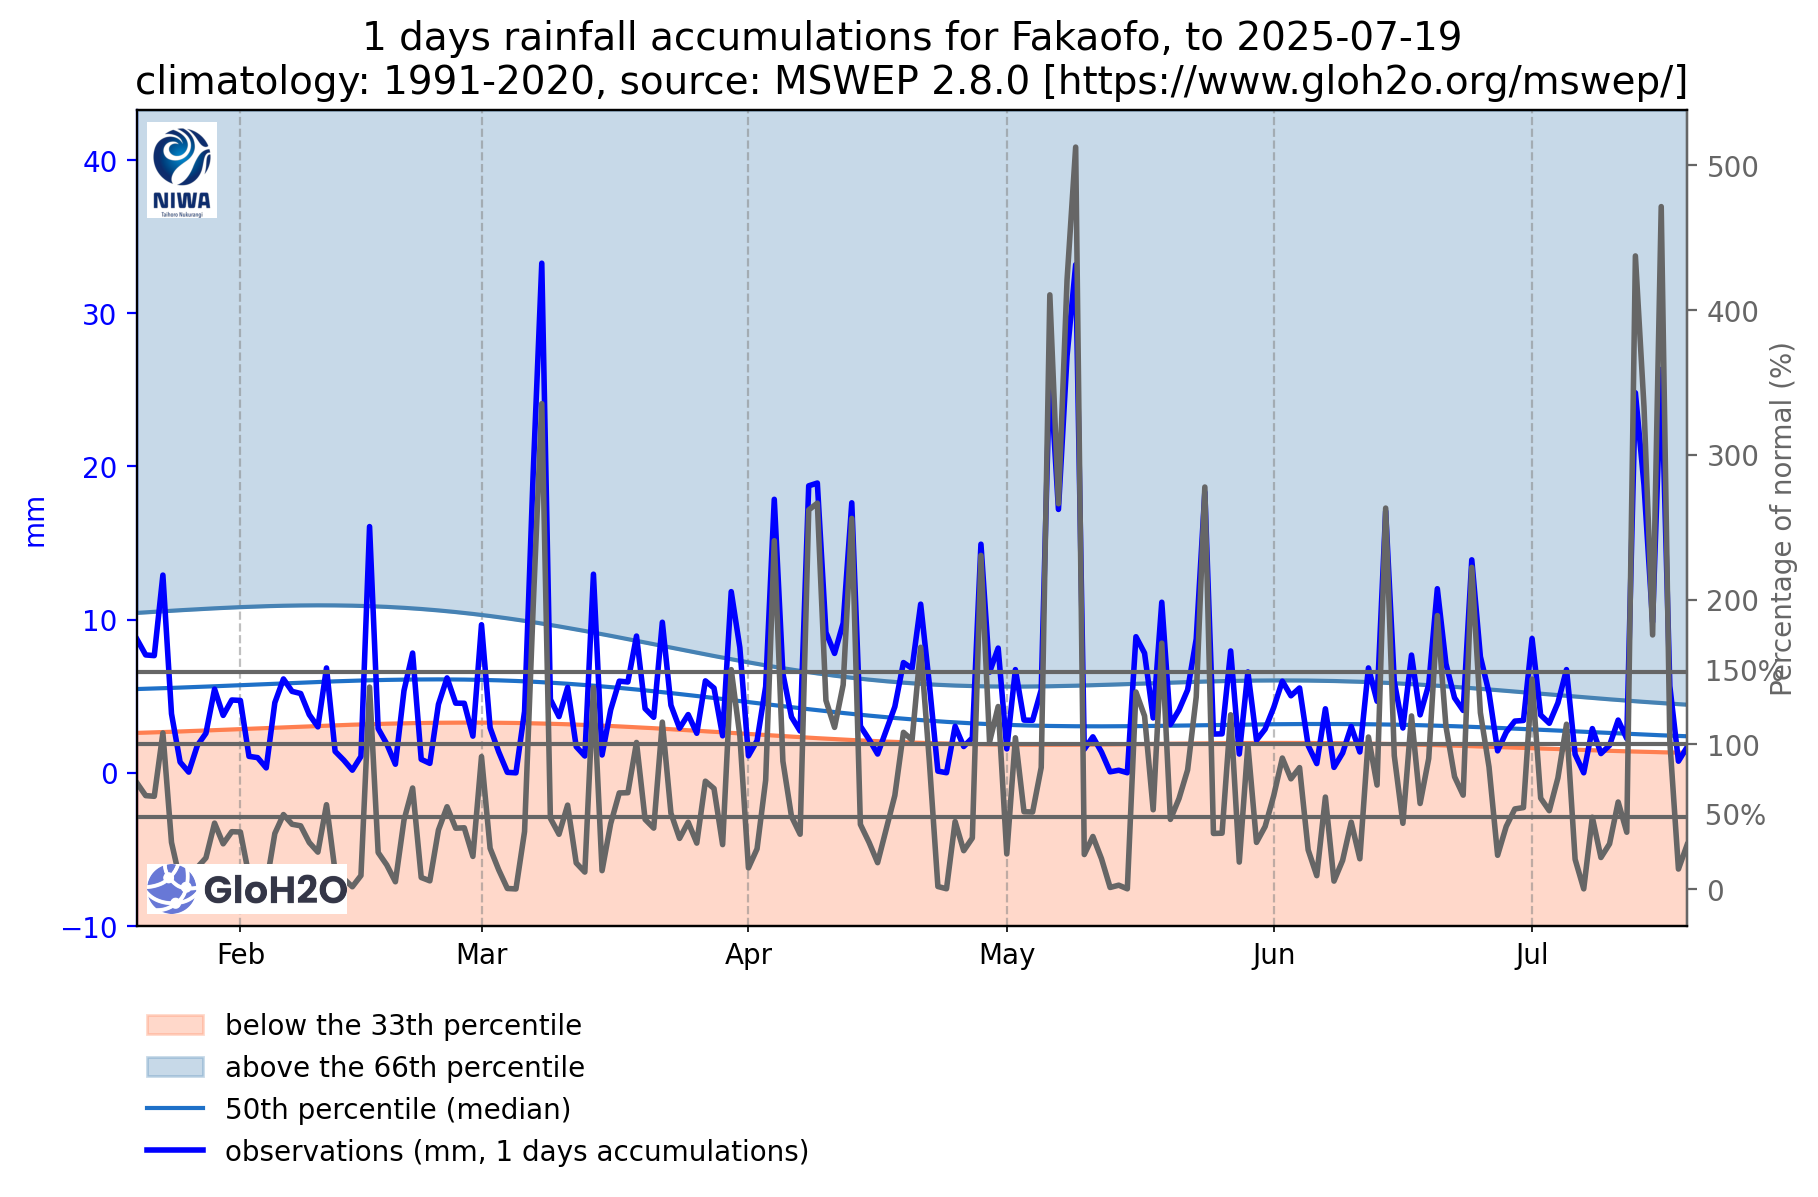 1 days rainfall accumulations for Fakaofo, to 2025-07-19
climatology: 1991-2020, source: MSWEP 2.8.0 [https://www.gloh2o.org/mswep/]
NIWA
Taihoro Nukurangi
40
30
20
10
0
−10
mm
500
400
300
200
150%
100
50%
0
Percentage of normal (%)
GloH2O
Feb
Mar
Apr
May
Jun
Jul
below the 33th percentile
above the 66th percentile
50th percentile (median)
observations (mm, 1 days accumulations)